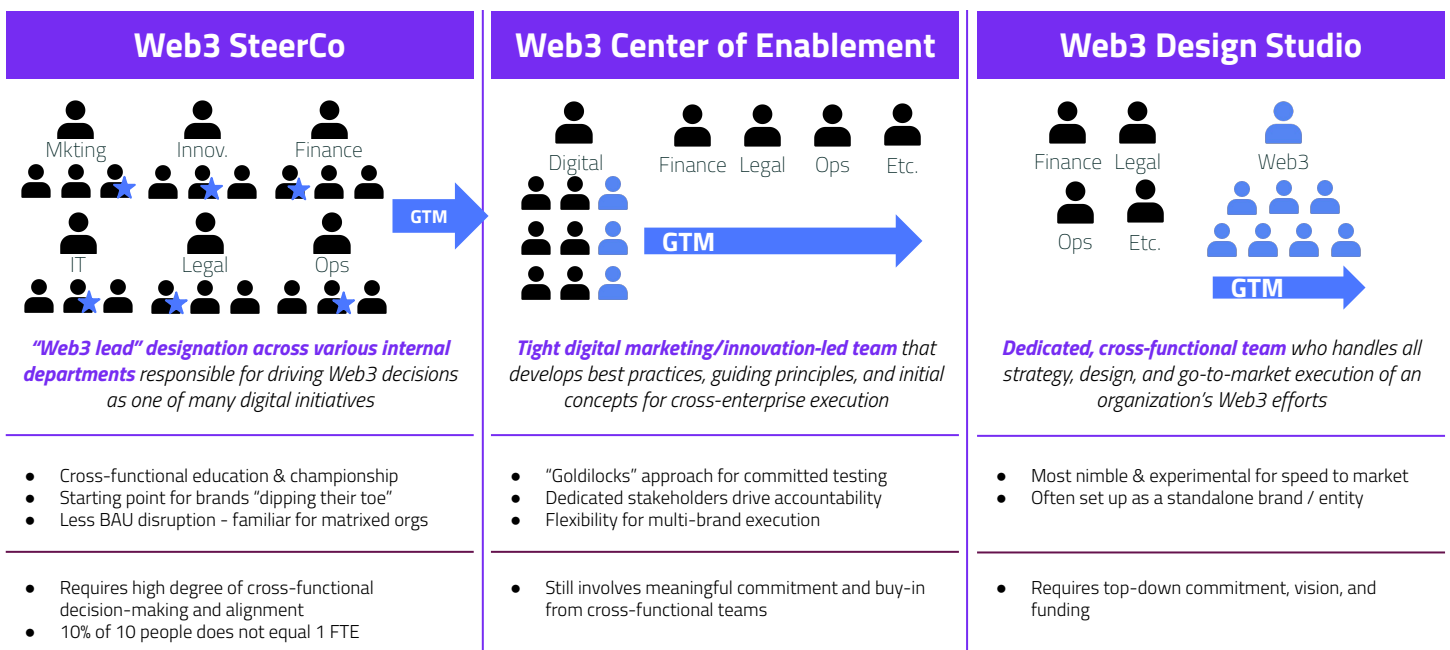 Web3 SteerCo
Mkting Innov. Finance
IT Legal Ops
GTM
“Web3 lead” designation across various internal
departments responsible for driving Web3 decisions
as one of many digital initiatives
● Cross-functional education & championship
● Starting point for brands “dipping their toe”
● Less BAU disruption - familiar for matrixed orgs
● Requires high degree of cross-functional
decision-making and alignment
● 10% of 10 people does not equal 1 FTE
Web3 Center of Enablement
Digital Finance Legal Ops Etc.
GTM
Tight digital marketing/innovation-led team that
develops best practices, guiding principles, and initial
concepts for cross-enterprise execution
● “Goldilocks” approach for committed testing
● Dedicated stakeholders drive accountability
● Flexibility for multi-brand execution
● Still involves meaningful commitment and buy-in
from cross-functional teams
Web3 Design Studio
Finance Legal Web3
Ops Etc.
GTM
Dedicated, cross-functional team who handles all
strategy, design, and go-to-market execution of an
organization’s Web3 efforts
● Most nimble & experimental for speed to market
● Often set up as a standalone brand / entity
● Requires top-down commitment, vision, and
funding